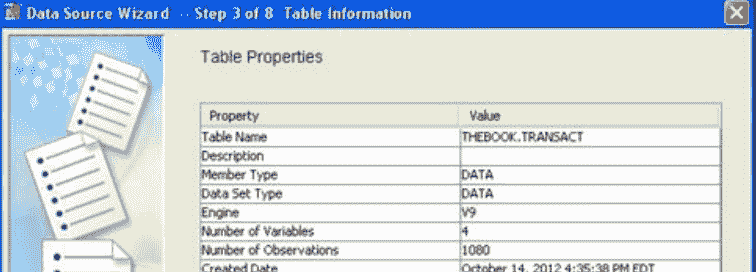 Data Source Wizard -- Step 3 of 8 Table Information
Table Properties
Property Value
Table Name THEBOOK.TRANSACT
Description
Member Type DATA
Data Set Type DATA
Engine V9
Number of Variables 4
Number of Observations 1080
Created Date October 14, 2012 4:35:38 PM EDT